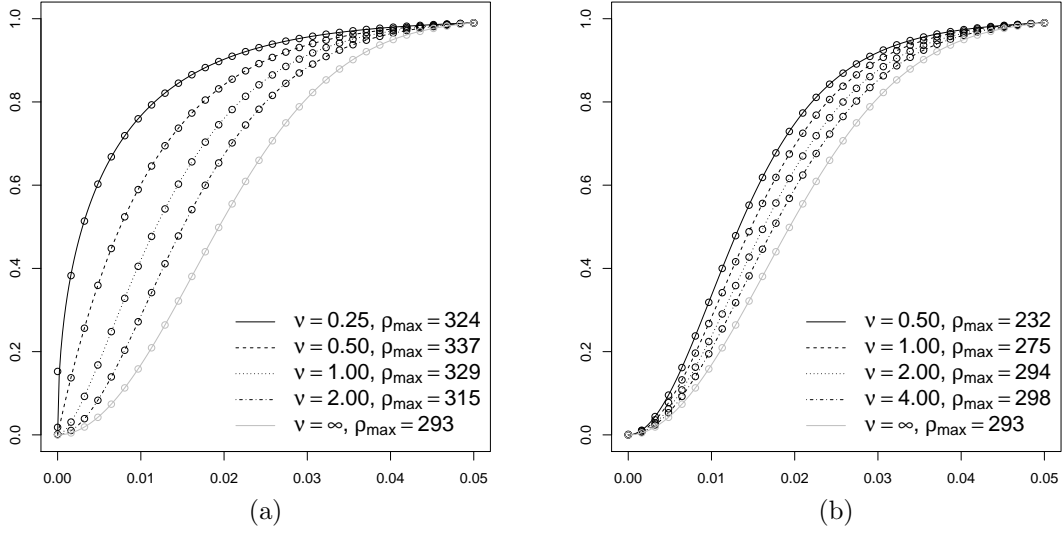 1.0
0.8
0.6
0.4
0.2
0.0
ν = 0.25, ρmax = 324
ν = 0.50, ρmax = 337
ν = 1.00, ρmax = 329
ν = 2.00, ρmax = 315
ν = ∞, ρmax = 293
0.00 0.01 0.02 0.03 0.04 0.05
(a)
1.0
0.8
0.6
0.4
0.2
0.0
ν = 0.50, ρmax = 232
ν = 1.00, ρmax = 275
ν = 2.00, ρmax = 294
ν = 4.00, ρmax = 298
ν = ∞, ρmax = 293
0.00 0.01 0.02 0.03 0.04 0.05
(b)